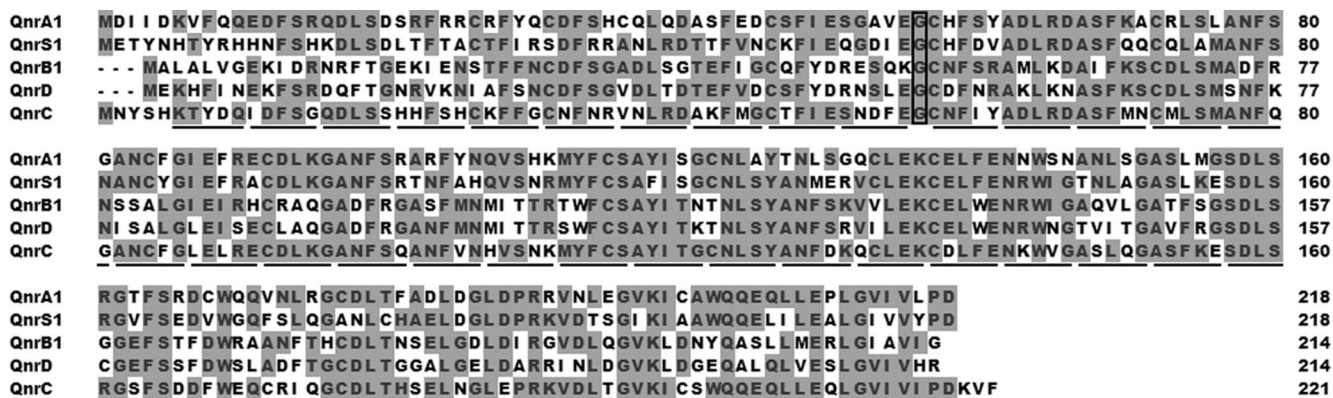 QnrA1 MDIIDKVFQQEDFSRQDLSDSRFRRCRFYQCDFSHCQLQDASFEDCSFIESGAVEGCHFSYADLRDASFKACRLSLANFS 80
QnrS1 METYNHTYRHHNFSHKDLSDLTFTACTFIRSDFRRANLRDTTFVNCKFIEQGDIEGCHFDVADLRDASFQQCQLAMANFS 80
QnrB1 ---MALALVGEKIDRNRFTGEKIENSTFFNCDFSGADLSGTEFIGCQFYDRESQKGCNFSRAMLKDAIFKSCDLSMADFR 77
QnrD ---MEKHFINEKFSRDQFTGNRVKNIAFSNCDFSGVDLTDTEFVDCSFYDRNSLEGCDFNRAKLKNASFKSCDLSMSNFK 77
QnrC MNYSHKTYDQIDFSGQDLSSHHFSHCKFFGCNFNRVNLRDAKFMGCTFIESNDFEGCNFIYADLRDASFMNCMLSMANFQ 80
QnrA1 GANCFGIEFRECDLKGANFSRARFYNQVSHKMYFCSAYISGCNLAYTNLSGQCLEKCELFENNWSNANLSGASLMGSDLS 160
QnrS1 NANCYGIEFRACDLKGANFSRTNFAHQVSNRMYFCSAFISGCNLSYANMERVCLEKCELFENRWIGTNLAGASLKESDLS 160
QnrB1 NSSALGIEIRHCRAQGADFRGASFMNMITTRTWFCSAYITNTNLSYANFSKVVLEKCELWENRWIGAQVLGATFSGSDLS 157
QnrD NISALGLEISECLAQGADFRGANFMNMITTRSWFCSAYITKTNLSYANFSRVILEKCELWENRWNGTVITGAVFRGSDLS 157
QnrC GANCFGLELRECDLKGANFSQANFVNHVSNKMYFCSAYITGCNLSYANFDKQCLEKCDLFENKWVGASLQGASFKESDLS 160
QnrA1 RGTFSRDCWQQVNLRGCDLTFADLDGLDPRRVNLEGVKICAWQQEQLLEPLGVIVLPD 218
QnrS1 RGVFSEDVWGQFSLQGANLCHAELDGLDPRKVDTSGIKIAAWQQELILEALGIVVYPD 218
QnrB1 GGEFSTFDWRAANFTHCDLTNSELGDLDIRGVDLQGVKLDNYQASLLMERLGIAVIG 214
QnrD CGEFSSFDWSLADFTGCDLTGGALGELDARRINLDGVKLDGEQALQLVESLGVIVHR 214
QnrC RGSFSDDFWEQCRIQGCDLTHSELNGLEPRKVDLTGVKICSWQQEQLLEQLGVIVIPDKVF 221